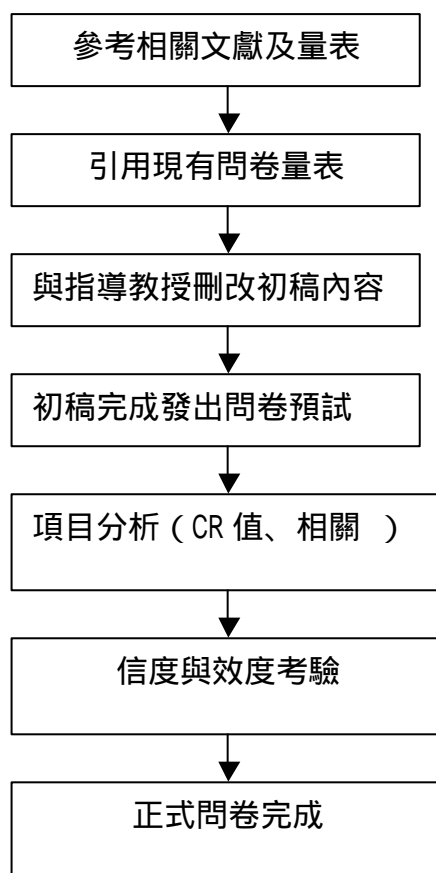 參考相關文獻及量表
引用現有問卷量表
與指導教授刪改初稿內容
初稿完成發出問卷預試
項目分析（CR 值、相關 ）
信度與效度考驗
正式問卷完成